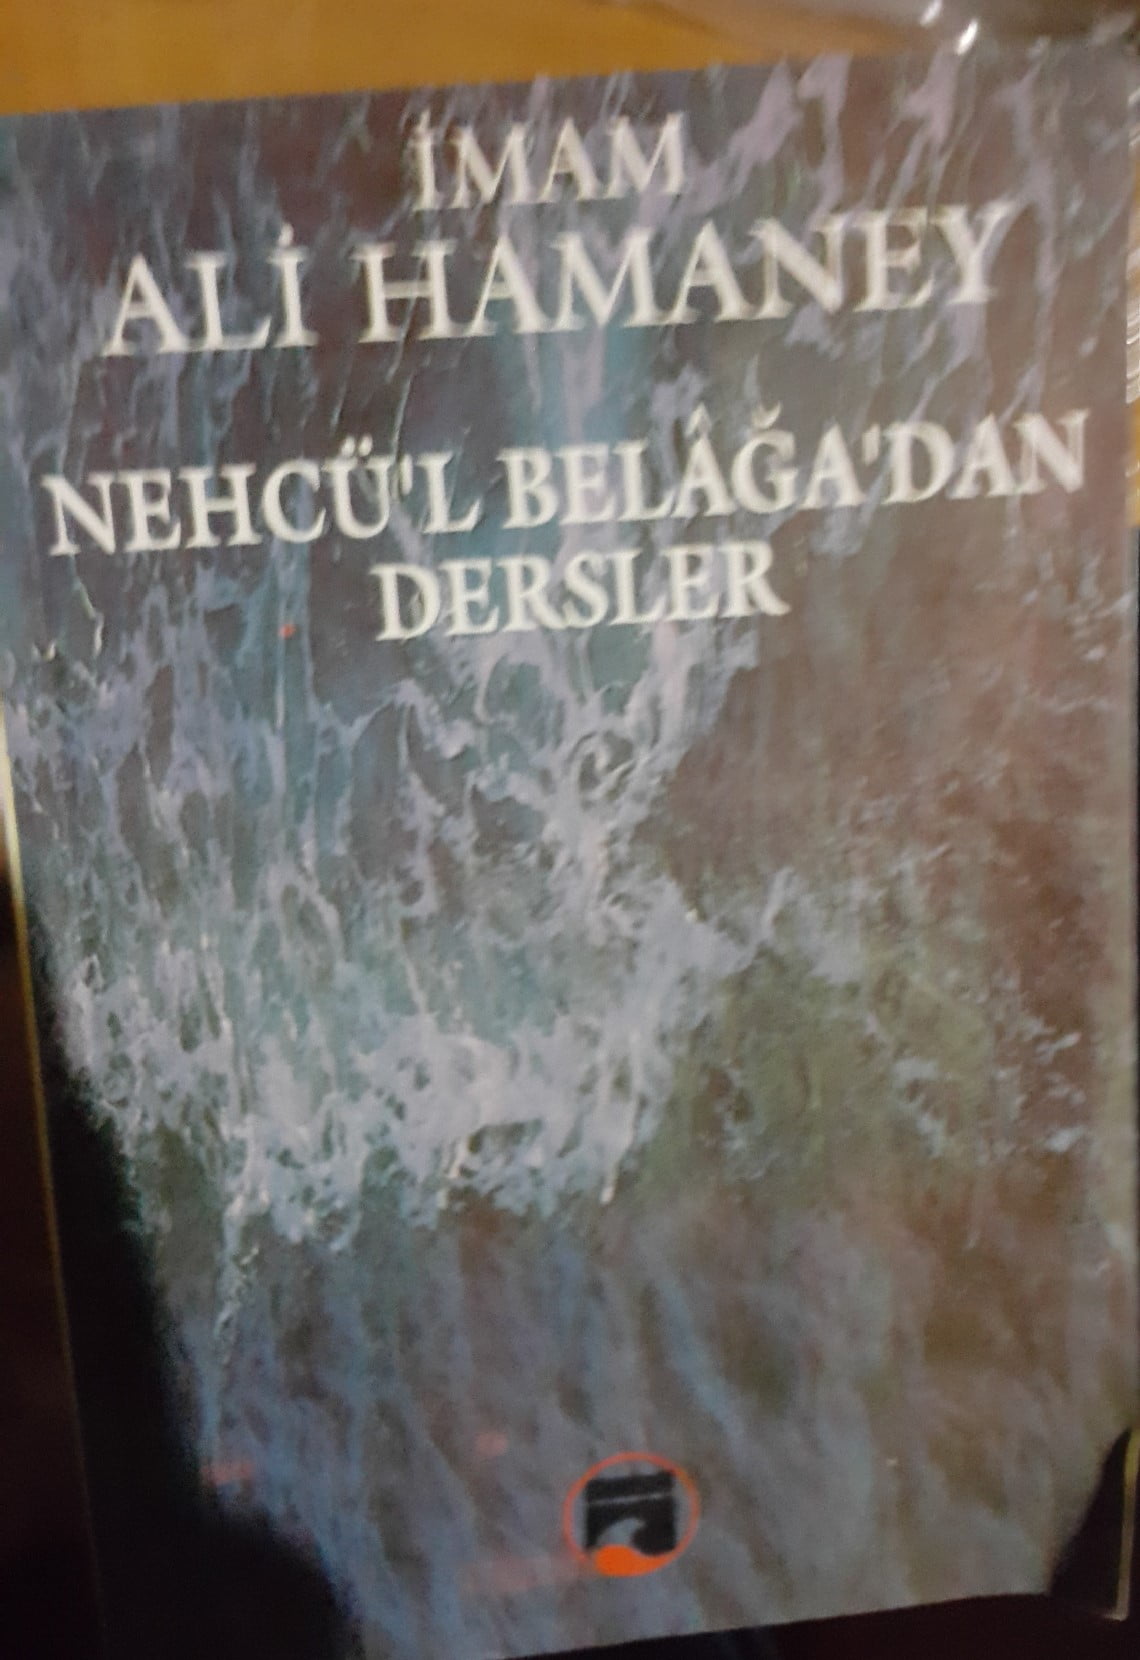 İMAM
ALİ HAMANEY
NEHCÜ'L BELÂĞA'DAN
DERSLER